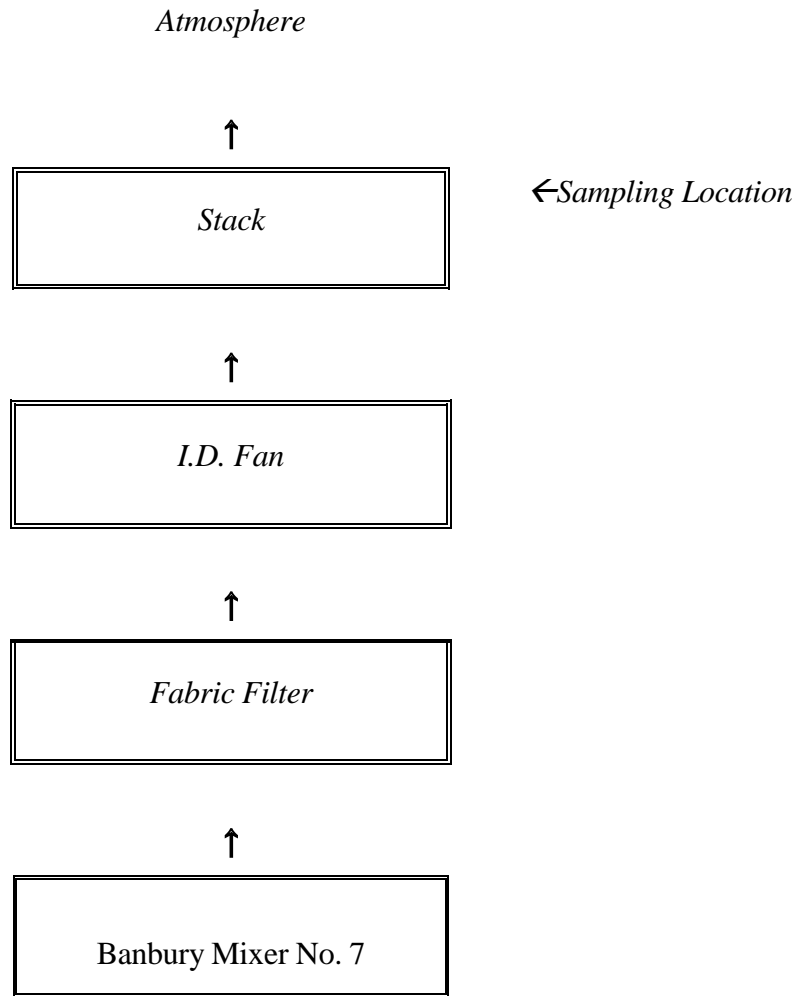 Atmosphere
↑
Stack
←Sampling Location
↑
I.D. Fan
↑
Fabric Filter
↑
Banbury Mixer No. 7